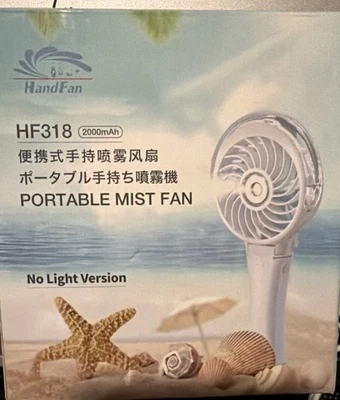 HandFan
HF318 2000mAh
便携式手持喷雾风扇
ポータブル手持ち噴霧機
PORTABLE MIST FAN
No Light Version